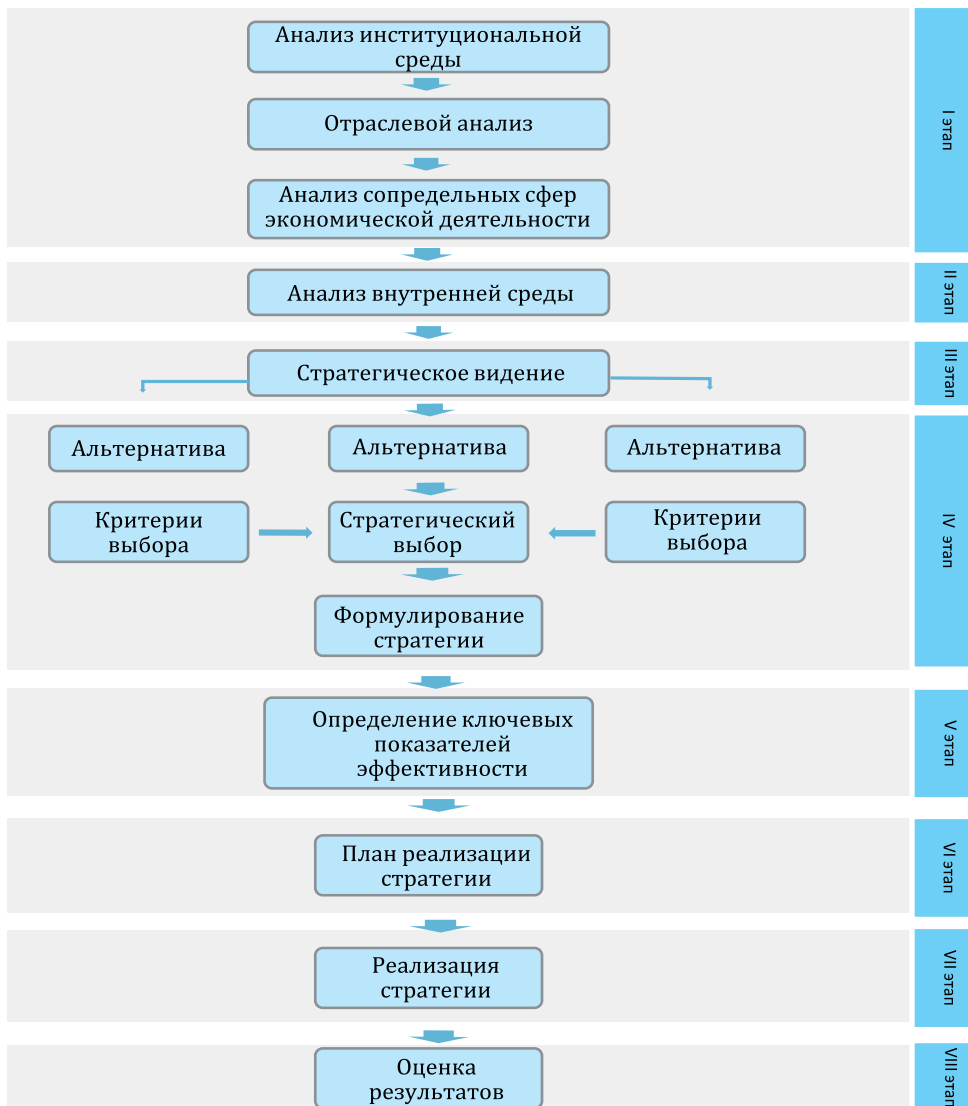 Анализ институциональной
среды
Отраслевой анализ
Анализ сопредельных сфер
экономической деятельности
I этап
Анализ внутренней среды
II этап
Стратегическое видение
III этап
Альтернатива
Альтернатива
Альтернатива
Критерии
выбора
Стратегический
выбор
Критерии
выбора
Формулирование
стратегии
IV этап
Определение ключевых
показателей
эффективности
V этап
План реализации
стратегии
VI этап
Реализация
стратегии
VII этап
Оценка
результатов
VIII этап